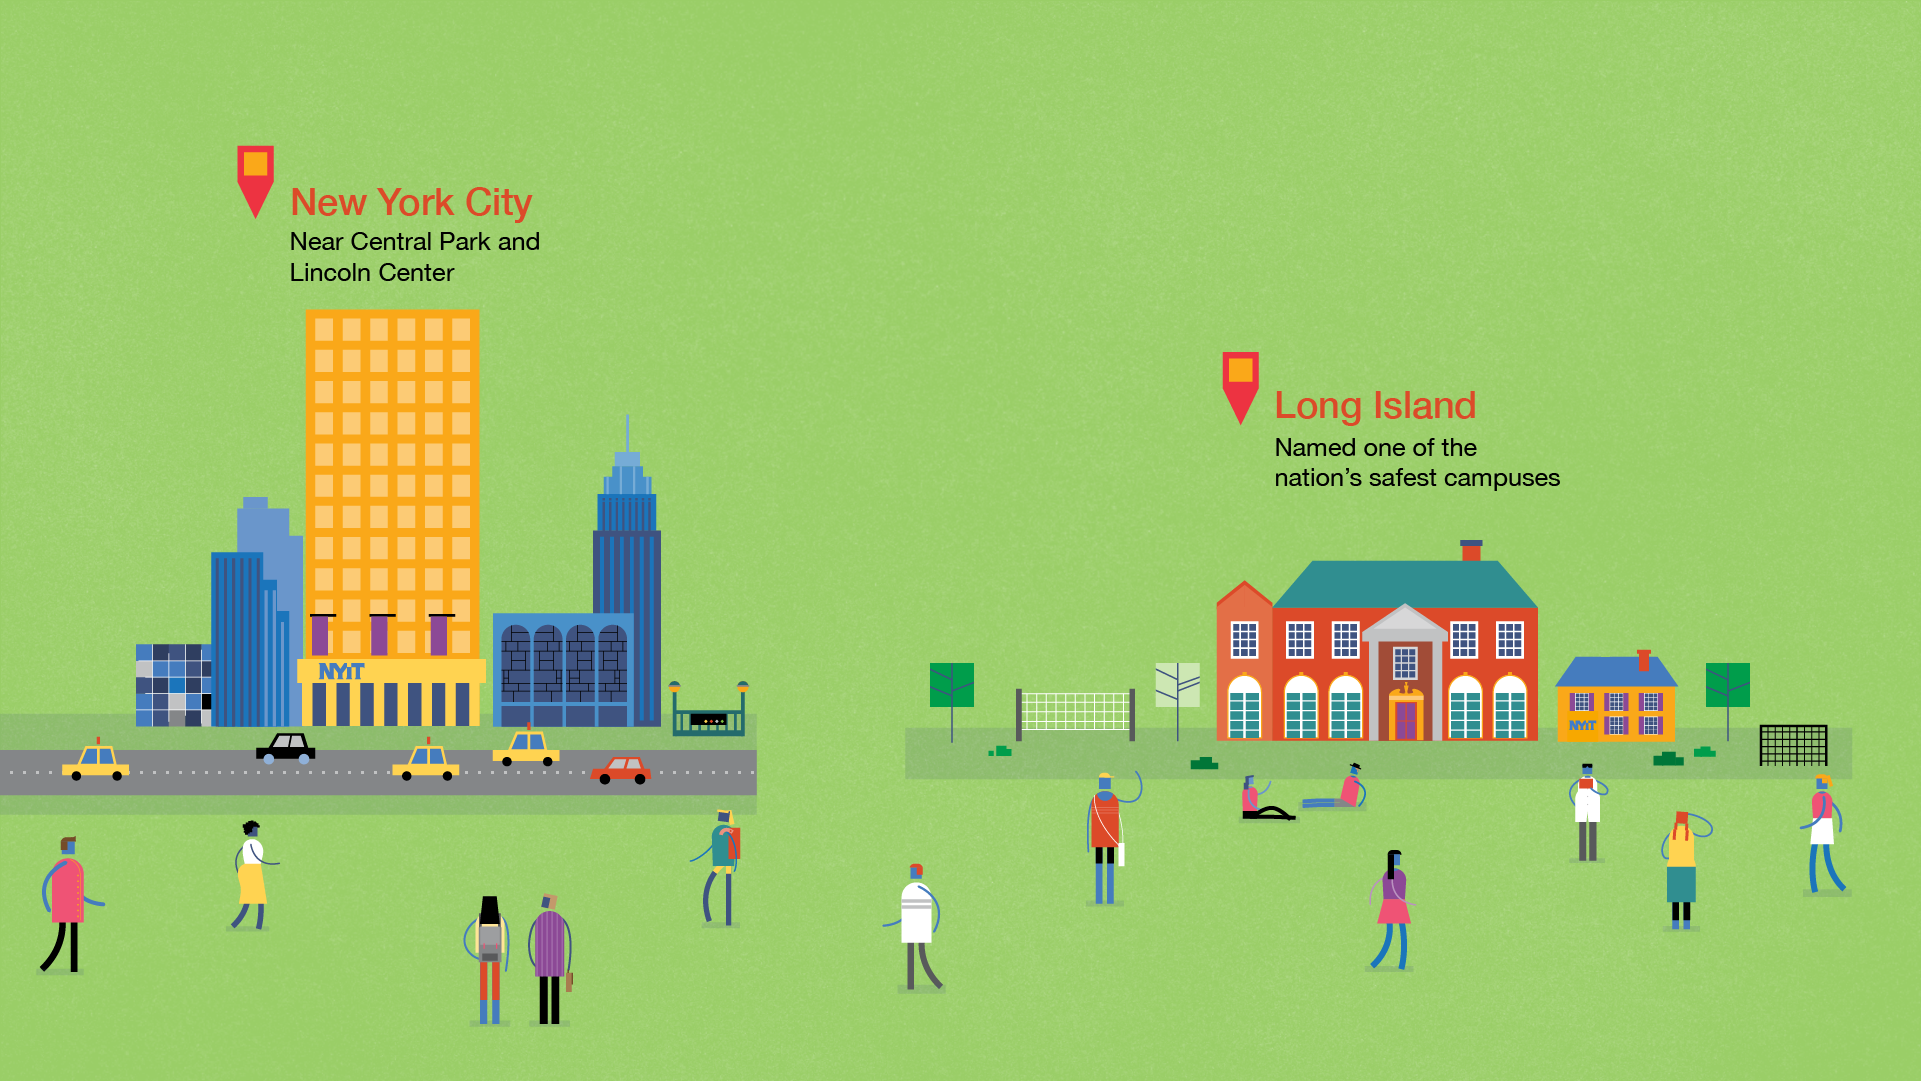 New York City
Near Central Park and
Lincoln Center
Long Island
Named one of the
nation's safest campuses
NYIT
NYIT